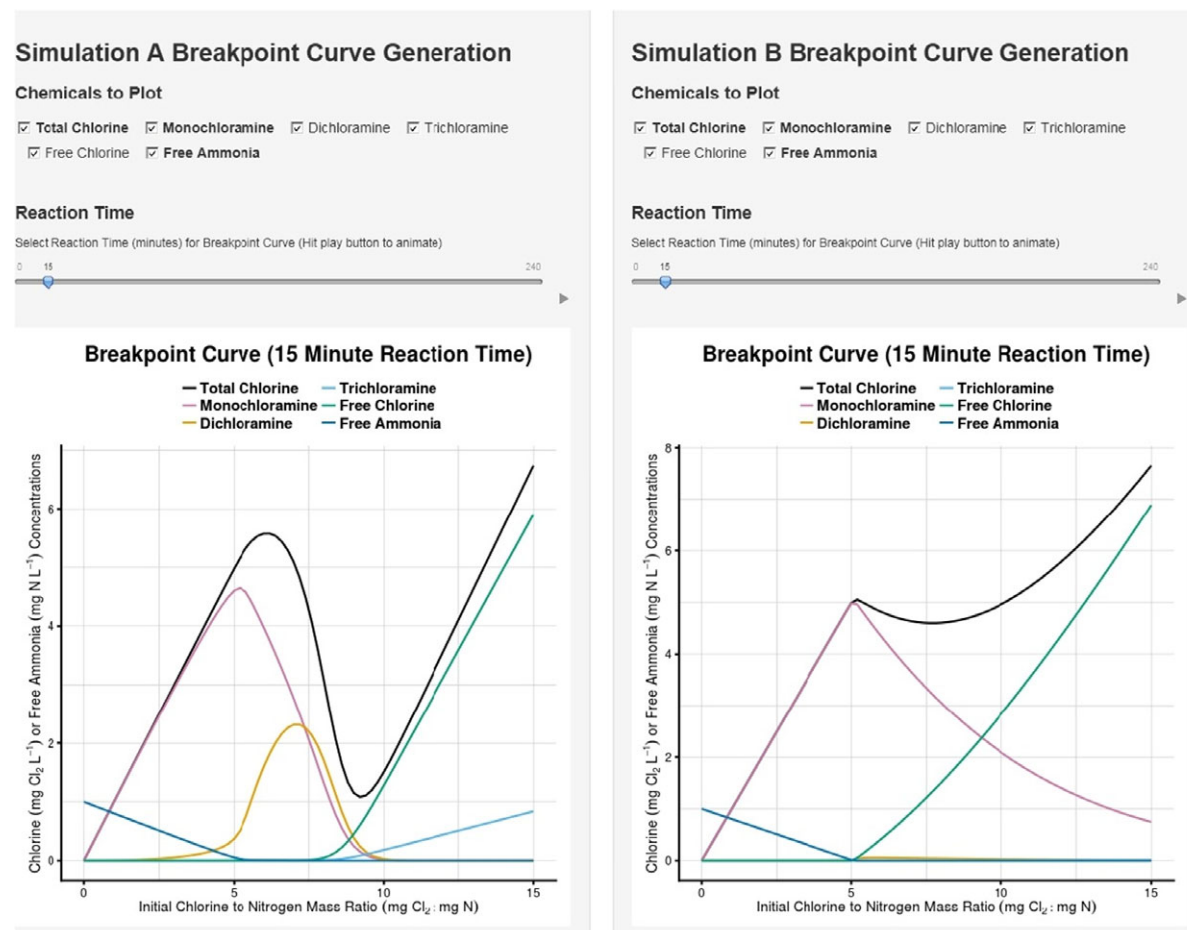 Simulation A Breakpoint Curve Generation
Chemicals to Plot
Total Chlorine Monochloramine Dichloramine Trichloramine
Free Chlorine Free Ammonia
Reaction Time
Select Reaction Time (minutes) for Breakpoint Curve (Hit play button to animate)
0 15 240
Breakpoint Curve (15 Minute Reaction Time)
Total Chlorine Trichloramine
Monochloramine Free Chlorine
Dichloramine Free Ammonia
Chlorine (mg Cl₂ L⁻¹) or Free Ammonia (mg N L⁻¹) Concentrations
6
4
2
0
0 5 10 15
Initial Chlorine to Nitrogen Mass Ratio (mg Cl₂ : mg N)
Simulation B Breakpoint Curve Generation
Chemicals to Plot
Total Chlorine Monochloramine Dichloramine Trichloramine
Free Chlorine Free Ammonia
Reaction Time
Select Reaction Time (minutes) for Breakpoint Curve (Hit play button to animate)
0 15 240
Breakpoint Curve (15 Minute Reaction Time)
Total Chlorine Trichloramine
Monochloramine Free Chlorine
Dichloramine Free Ammonia
Chlorine (mg Cl₂ L⁻¹) or Free Ammonia (mg N L⁻¹) Concentrations
8
6
4
2
0
0 5 10 15
Initial Chlorine to Nitrogen Mass Ratio (mg Cl₂ : mg N)